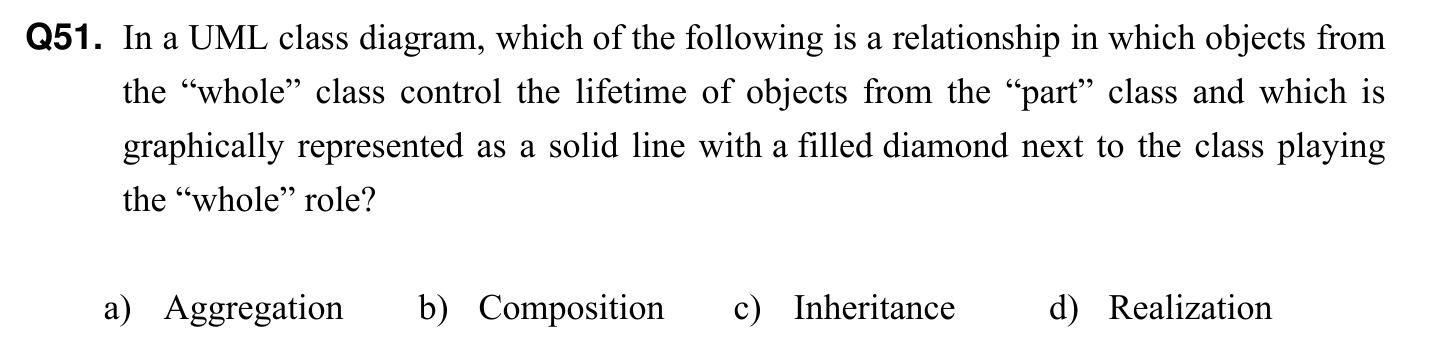 Q51. In a UML class diagram, which of the following is a relationship in which objects from
the “whole” class control the lifetime of objects from the “part” class and which is
graphically represented as a solid line with a filled diamond next to the class playing
the “whole” role?
a) Aggregation b) Composition c) Inheritance d) Realization